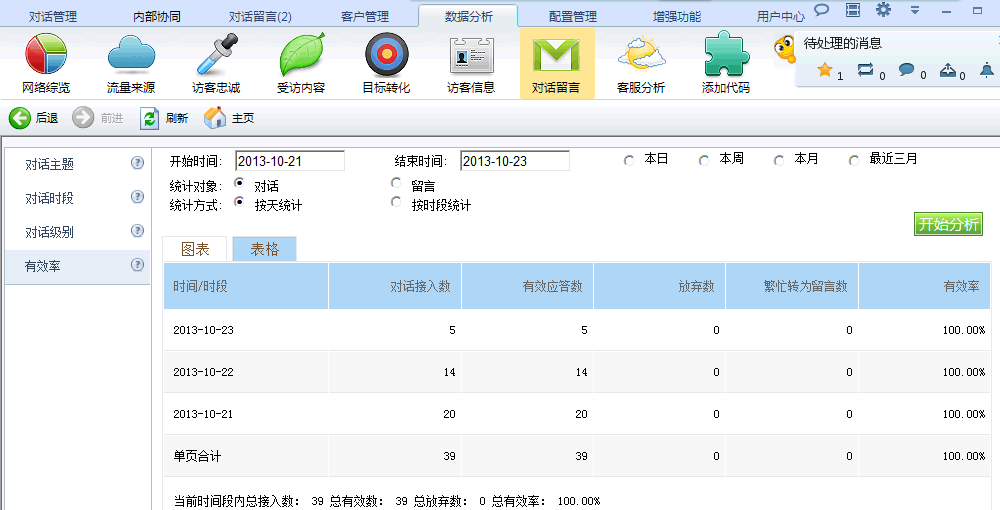 对话管理 内部协同 对话留言(2) 客户管理 数据分析 配置管理 增强功能 用户中心
待处理的消息
1 0 0 0
网络综览 流量来源 访客忠诚 受访内容 目标转化 访客信息 对话留言 客服分析 添加代码
后退 前进 刷新 主页
对话主题 ?
对话时段 ?
对话级别 ?
有效率 ?
开始时间: 2013-10-21 结束时间: 2013-10-23 本日 本周 本月 最近三月
统计对象: 对话 留言
统计方式: 按天统计 按时段统计
开始分析
图表 表格
时间/时段 对话接入数 有效应答数 放弃数 繁忙转为留言数 有效率
2013-10-23 5 5 0 0 100.00%
2013-10-22 14 14 0 0 100.00%
2013-10-21 20 20 0 0 100.00%
单页合计 39 39 0 0 100.00%
当前时间段内总接入数: 39 总有效数: 39 总放弃数: 0 总有效率: 100.00%